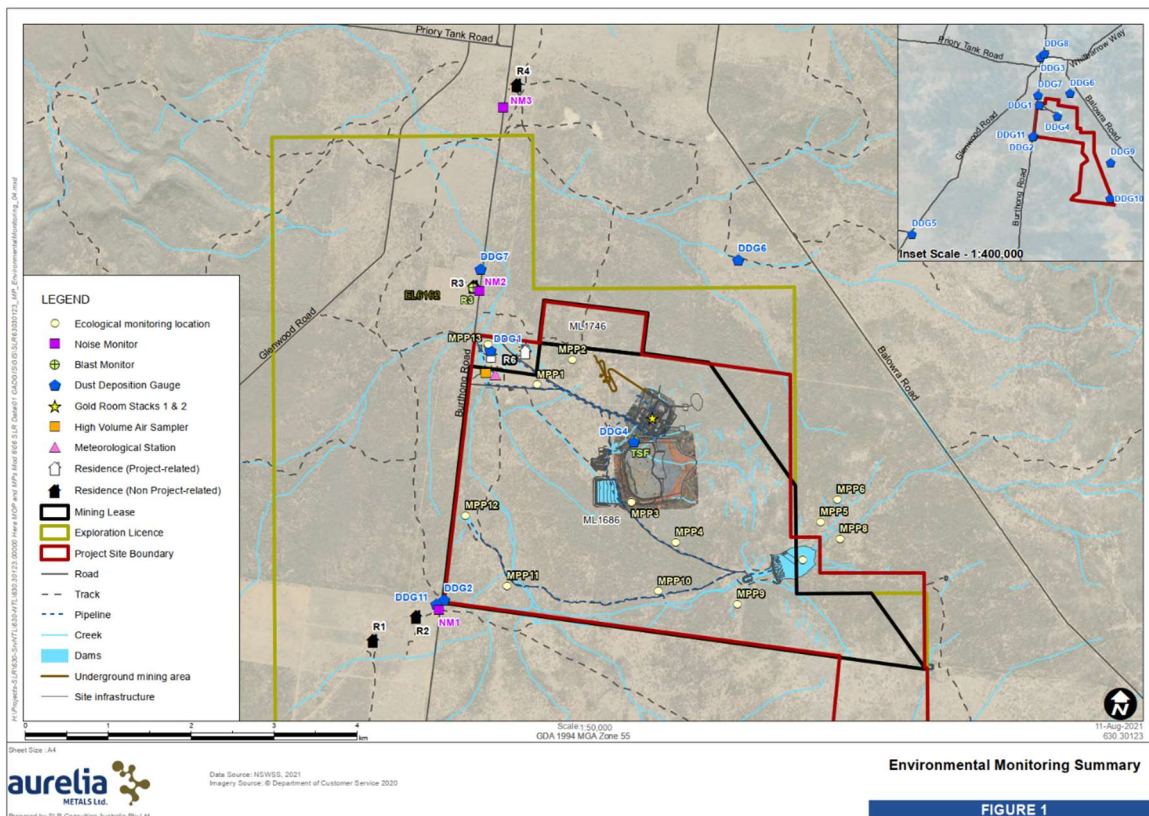 Priory Tank Road
R4
NM3
DDG7
R3
NM2
R3
EL6162
DDG6
Glenwood Road
Burthong Road
Balowra Road
MPP13
DDG1
R6
MPP2
MPP1
ML1746
DDG4
TSF
MPP3
ML1686
MPP4
MPP6
MPP5
MPP8
MPP12
MPP11
MPP10
MPP9
DDG2
DDG11
NM1
R1
R2
Priory Tank Road
DDG8
Whitbarrow Way
DDG3
DDG7
DDG6
DDG1
DDG4
Balowra Road
Glenwood Road
DDG11
DDG2
DDG9
Burthong Road
DDG10
DDG5
Inset Scale - 1:400,000
LEGEND
Ecological monitoring location
Noise Monitor
Blast Monitor
Dust Deposition Gauge
Gold Room Stacks 1 & 2
High Volume Air Sampler
Meteorological Station
Residence (Project-related)
Residence (Non Project-related)
Mining Lease
Exploration Licence
Project Site Boundary
Road
Track
Pipeline
Creek
Dams
Underground mining area
Site infrastructure
0 1 2 3 4
km
Scale:1:50,000
GDA 1994 MGA Zone 55
N
11-Aug-2021
630.30123
Sheet Size : A4
aurelia
METALS Ltd.
Data Source: NSWSS, 2021
Imagery Source: © Department of Customer Service 2020
Environmental Monitoring Summary
FIGURE 1
Prepared by SLR Consulting Australia Pty Ltd